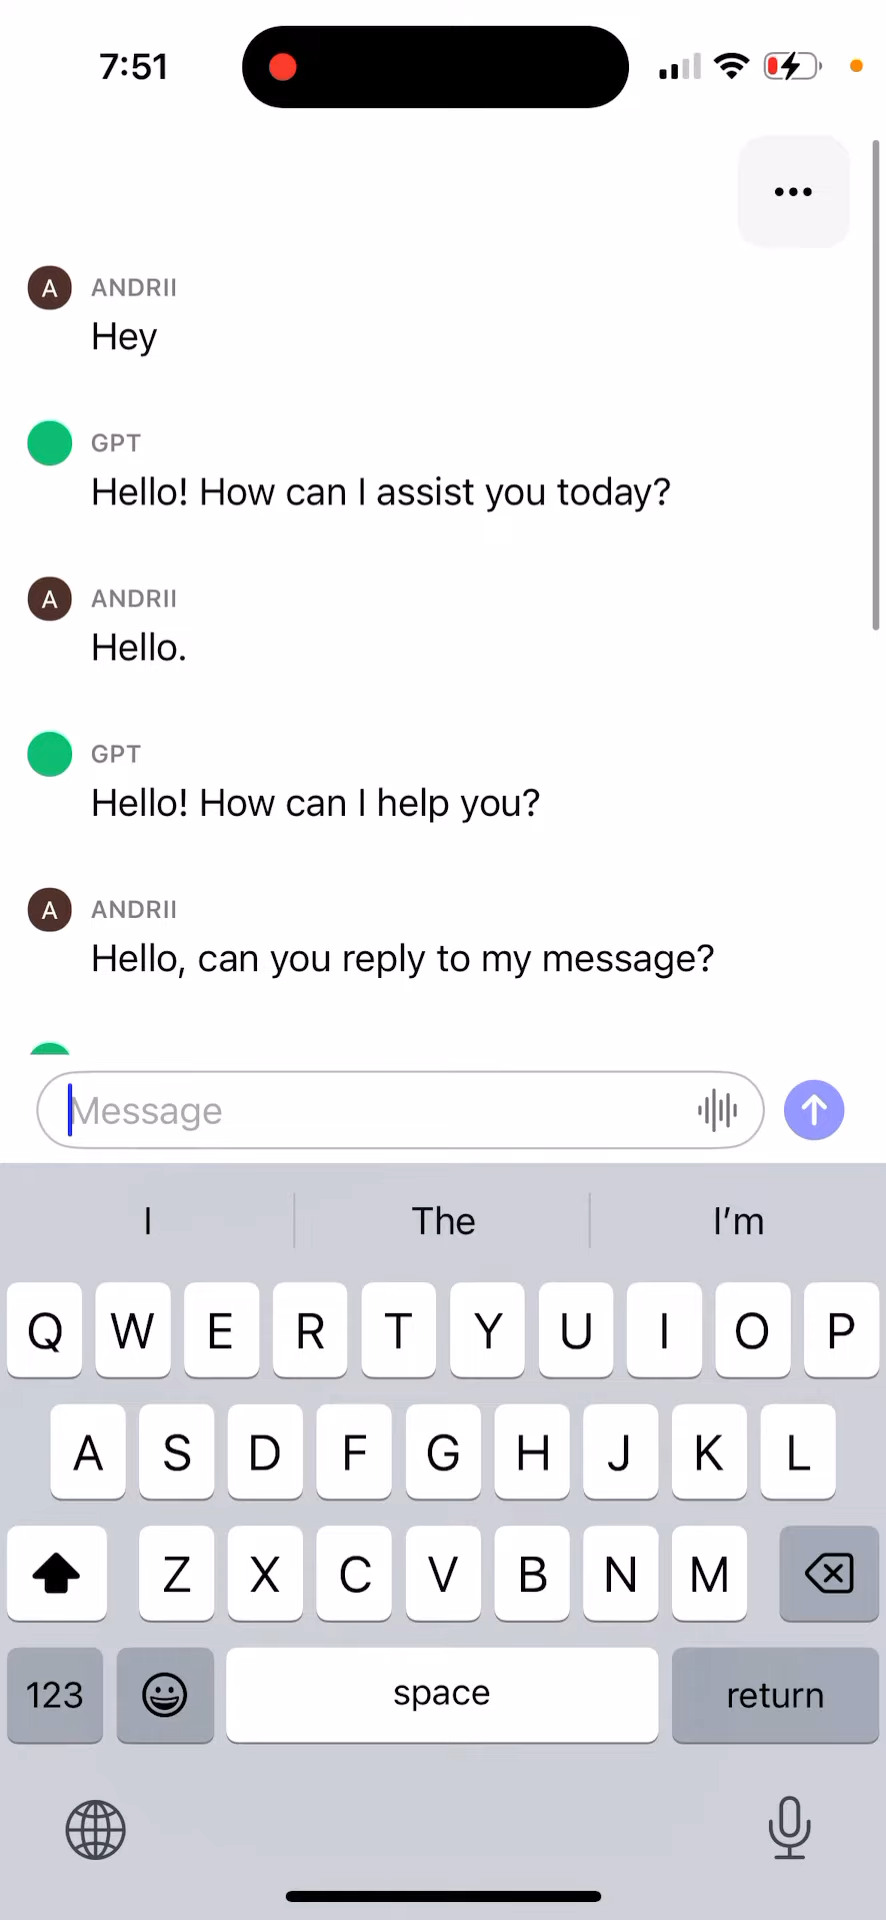 7:51
A ANDRII
Hey
GPT
Hello! How can I assist you today?
A ANDRII
Hello.
GPT
Hello! How can I help you?
A ANDRII
Hello, can you reply to my message?
Message
I The I'm
Q W E R T Y U I O P
A S D F G H J K L
Z X C V B N M
123 space return